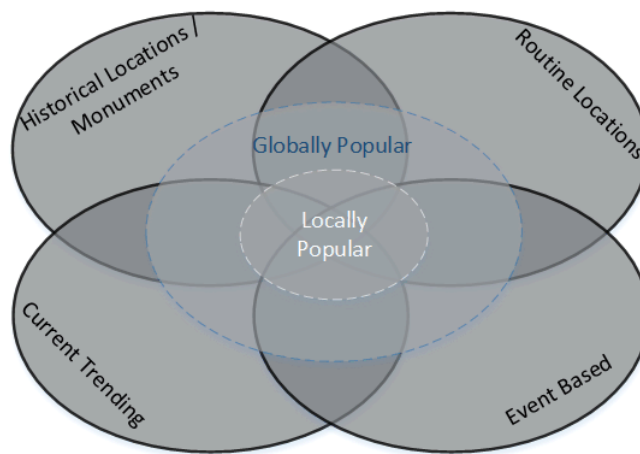 Historical Locations /
Monuments
Routine Locations
Globally Popular
Locally
Popular
Current Trending
Event Based